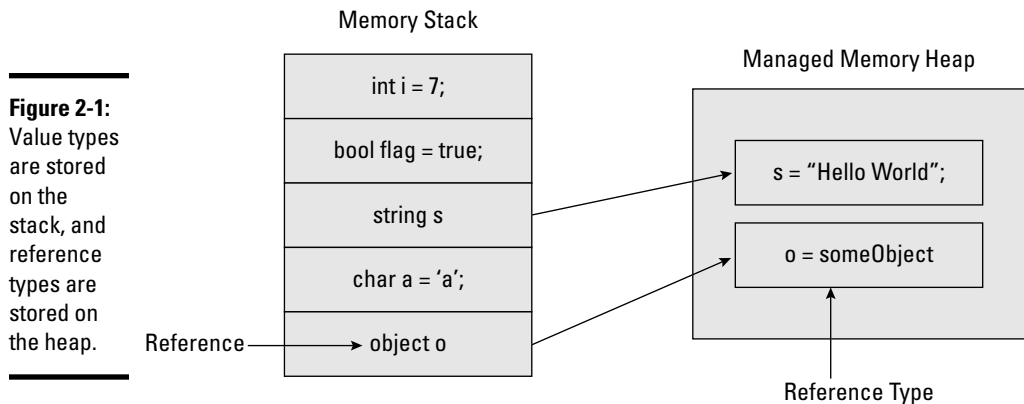 Figure 2-1:
Value types
are stored
on the
stack, and
reference
types are
stored on
the heap.
Memory Stack
int i = 7;
bool flag = true;
string s
char a = ‘a’;
object o
Reference
Managed Memory Heap
s = “Hello World”;
o = someObject
Reference Type